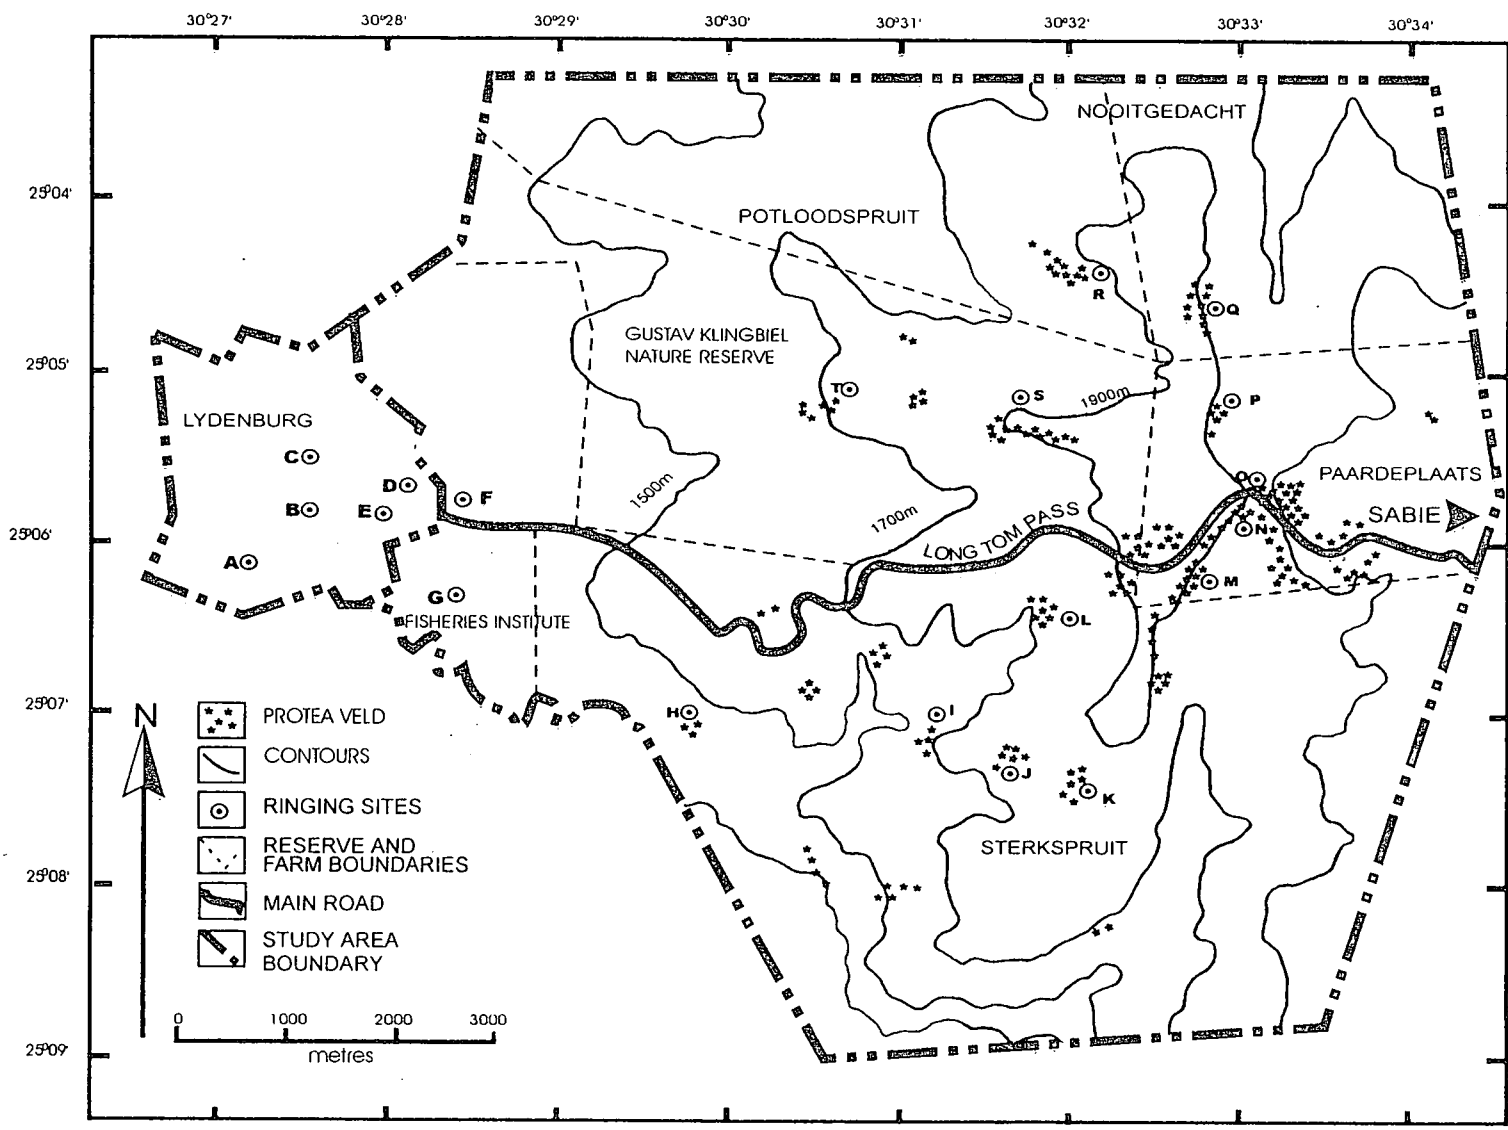 30°27' 30°28' 30°29' 30°30' 30°31' 30°32' 30°33' 30°34'
NOOITGEDACHT
25°04'
POTLOODSPRUIT
R
Q
GUSTAV KLINGBIEL
NATURE RESERVE
25°05'
T
S
1900m
P
LYDENBURG
C
D
O
PAARDEPLAATS
F
1500m
B
E
1700m
LONG TOM PASS
SABIE
N
25°06'
A
M
G
FISHERIES INSTITUTE
L
25°07'
H
I
N
PROTEA VELD
CONTOURS
J
K
RINGING SITES
STERKSPRUIT
RESERVE AND
FARM BOUNDARIES
25°08'
MAIN ROAD
STUDY AREA
BOUNDARY
0 1000 2000 3000
metres
25°09'